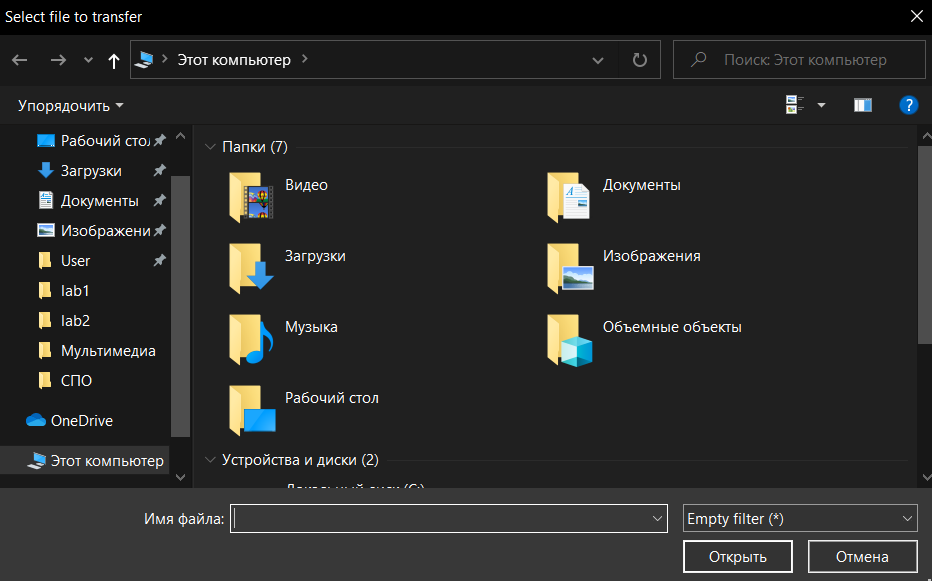 Select file to transfer
Этот компьютер
Поиск: Этот компьютер
Упорядочить
Рабочий стол
Загрузки
Документы
Изображени
User
lab1
lab2
Мультимедиа
СПО
OneDrive
Этот компьютер
Папки (7)
Видео
Документы
Загрузки
Изображения
Музыка
Объемные объекты
Рабочий стол
Устройства и диски (2)
Локальный диск (C:)
Имя файла:
Empty filter (*)
Открыть
Отмена